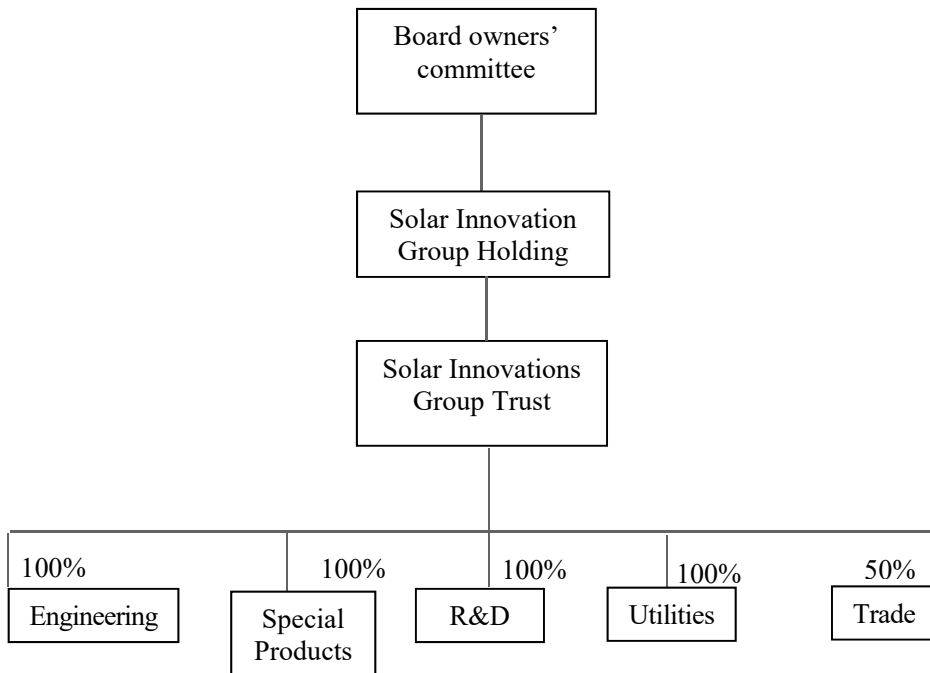 Board owners’
committee
Solar Innovation
Group Holding
Solar Innovations
Group Trust
100%
100%
100%
100%
50%
Engineering
Special
Products
R&D
Utilities
Trade